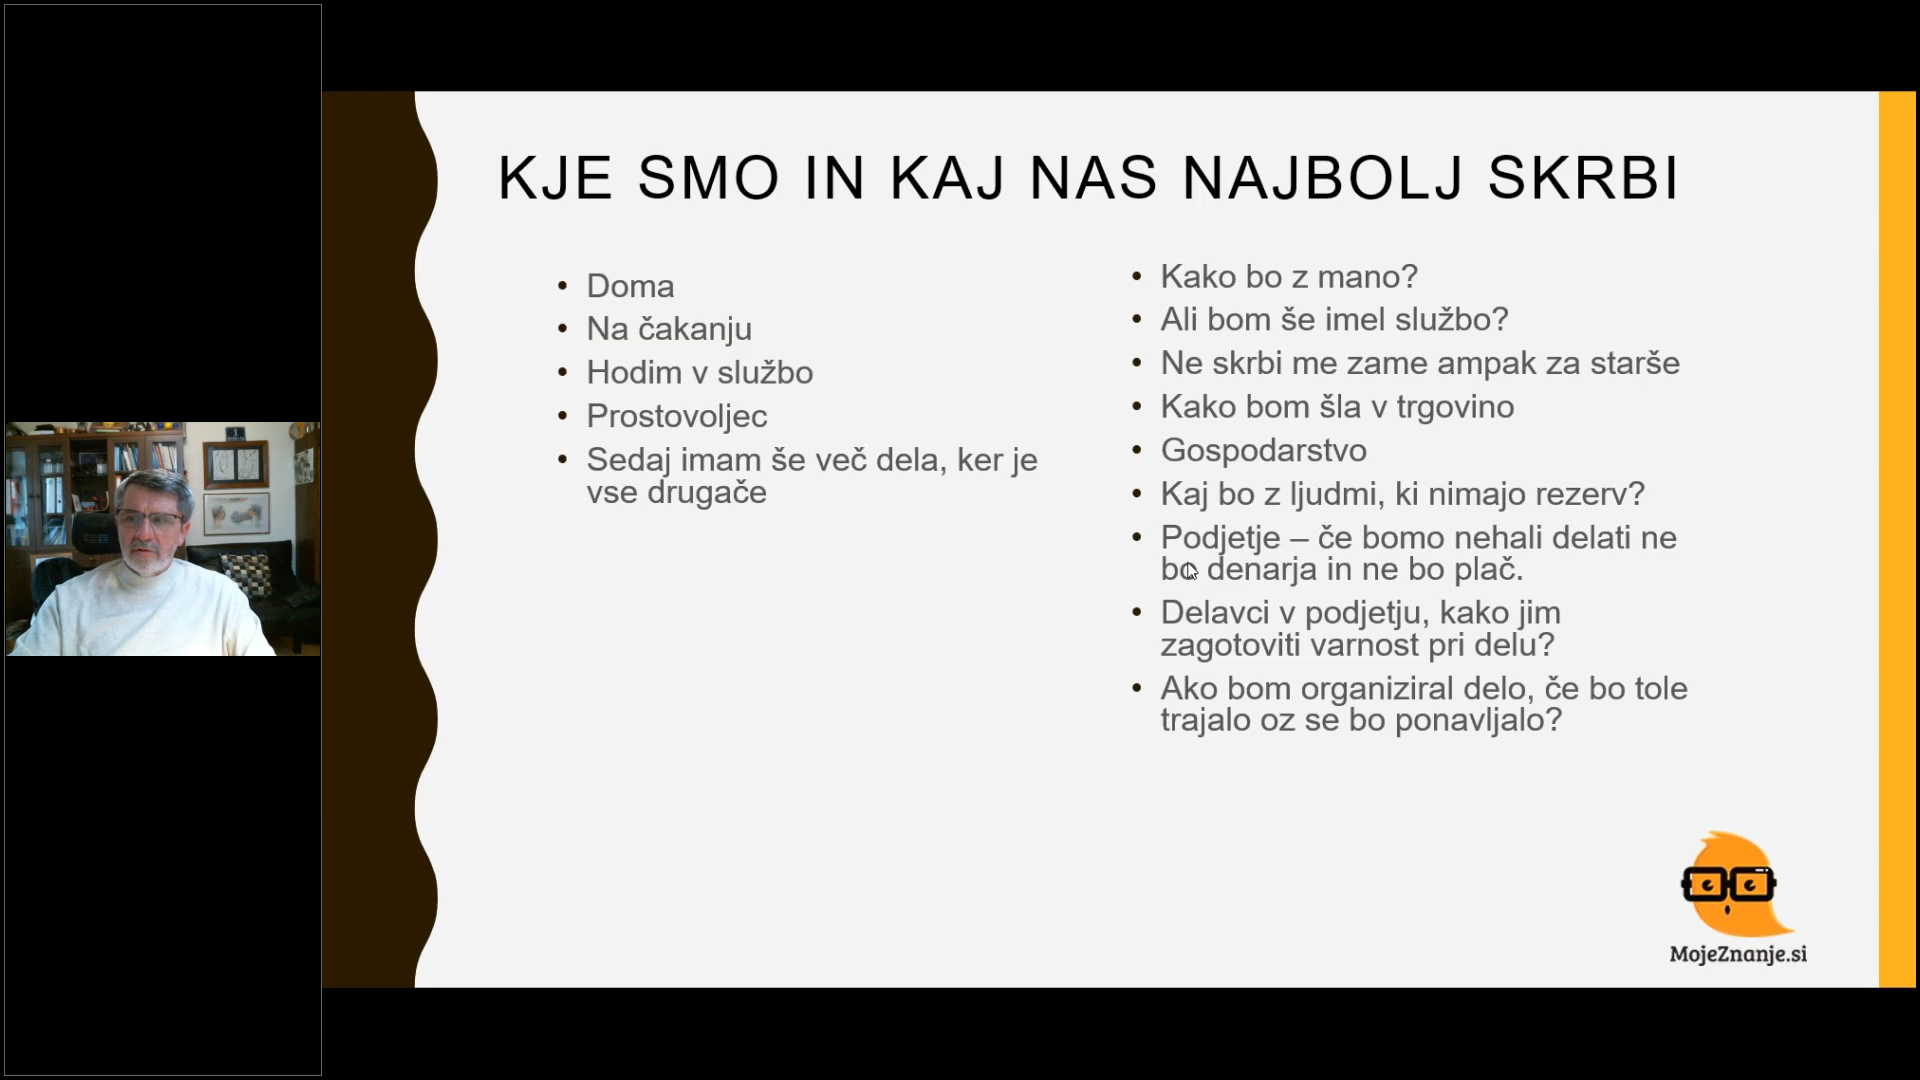 KJE SMO IN KAJ NAS NAJBOLJ SKRBI
Doma
Na čakanju
Hodim v službo
Prostovoljec
Sedaj imam še več dela, ker je
vse drugače
Kako bo z mano?
Ali bom še imel službo?
Ne skrbi me zame ampak za starše
Kako bom šla v trgovino
Gospodarstvo
Kaj bo z ljudmi, ki nimajo rezerv?
Podjetje – če bomo nehali delati ne
bo denarja in ne bo plač.
Delavci v podjetju, kako jim
zagotoviti varnost pri delu?
Ako bom organiziral delo, če bo tole
trajalo oz se bo ponavljalo?
MojeZnanje.si